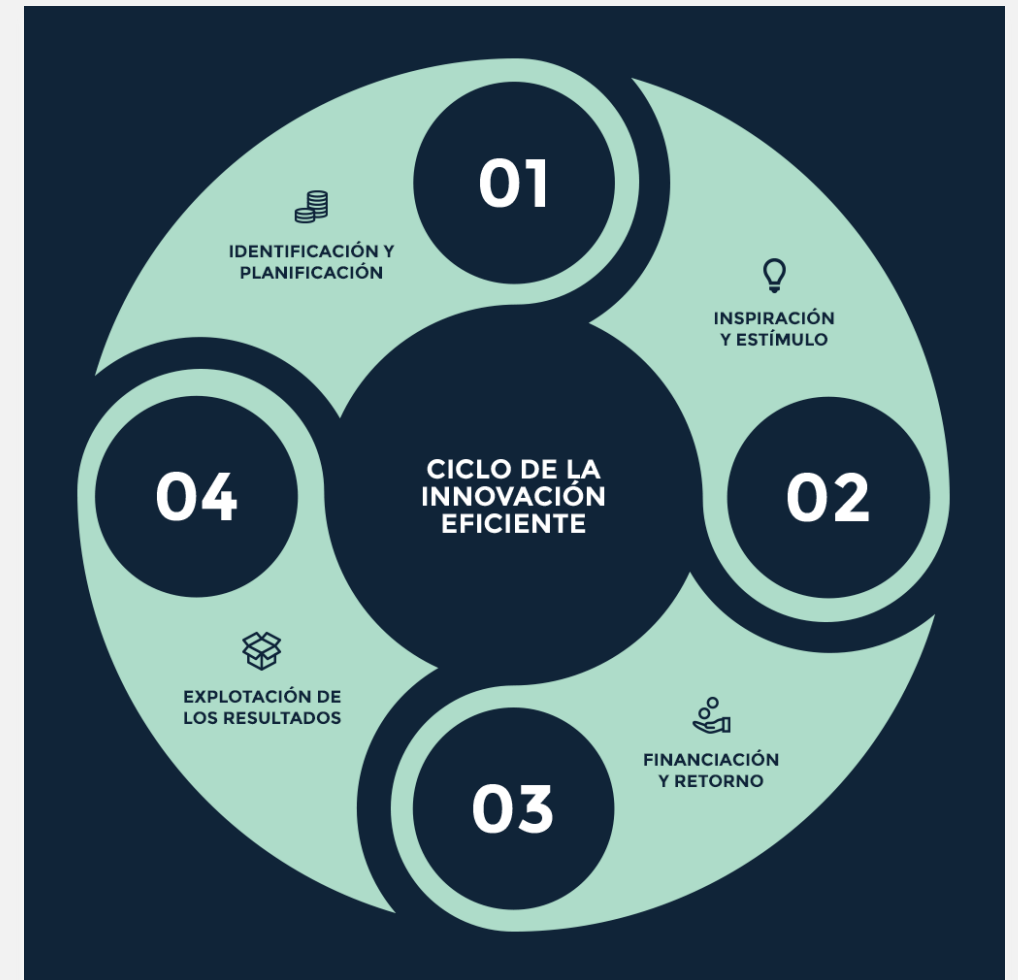 01
IDENTIFICACIÓN Y
PLANIFICACIÓN
INSPIRACIÓN
Y ESTÍMULO
02
CICLO DE LA
INNOVACIÓN
EFICIENTE
04
EXPLOTACIÓN DE
LOS RESULTADOS
FINANCIACIÓN
Y RETORNO
03